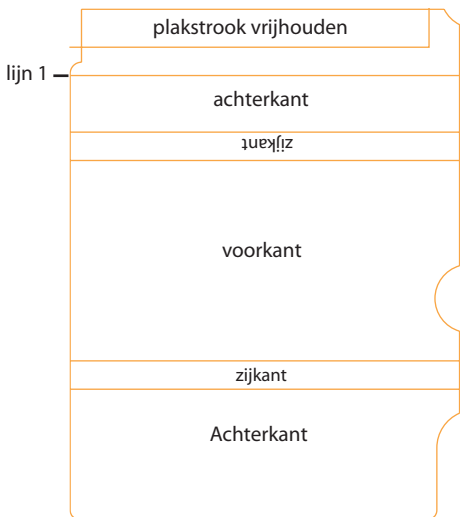 plakstrook vrijhouden
lijn 1
achterkant
zijkant
voorkant
zijkant
Achterkant